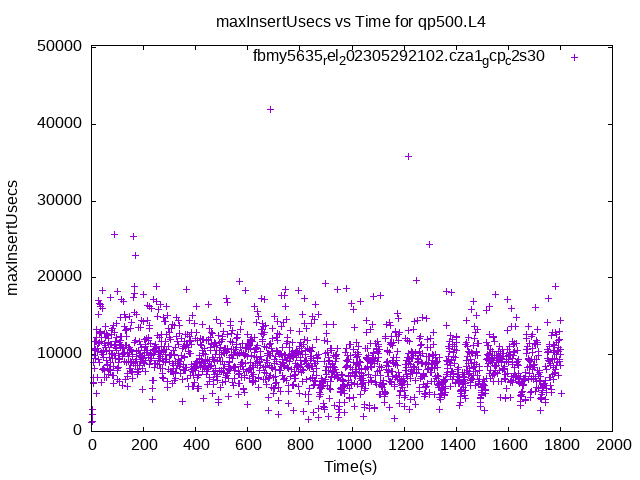 maxInsertUsecs vs Time for qp500.L4
50000
fbmy5635_rel_202305292102.cza1_gcp_c2s30
40000
30000
20000
10000
0
maxInsertUsecs
0 200 400 600 800 1000 1200 1400 1600 1800 2000
Time(s)